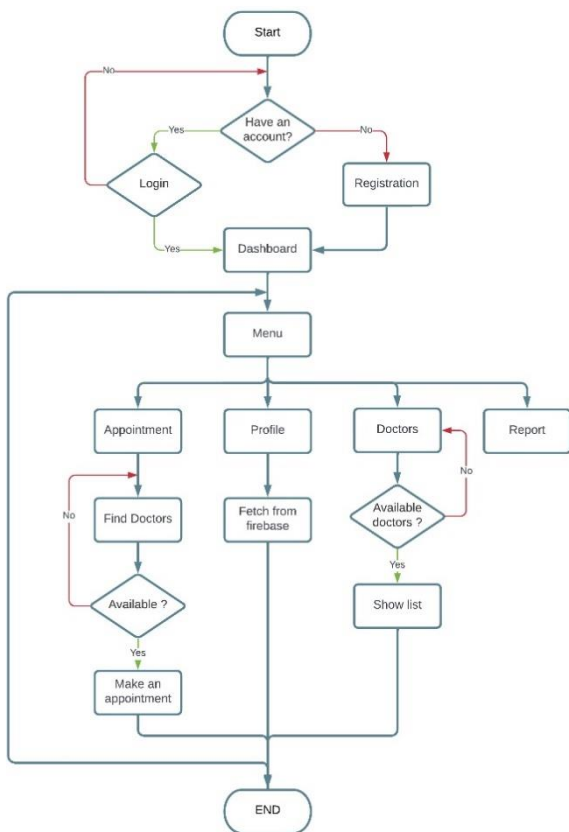 Start
No
Have an
account?
Yes
No
Login
Registration
Yes
Dashboard
Menu
Appointment
Profile
Doctors
Report
No
No
Find Doctors
Fetch from
firebase
Available
doctors ?
Yes
Available ?
Show list
Yes
Make an
appointment
END